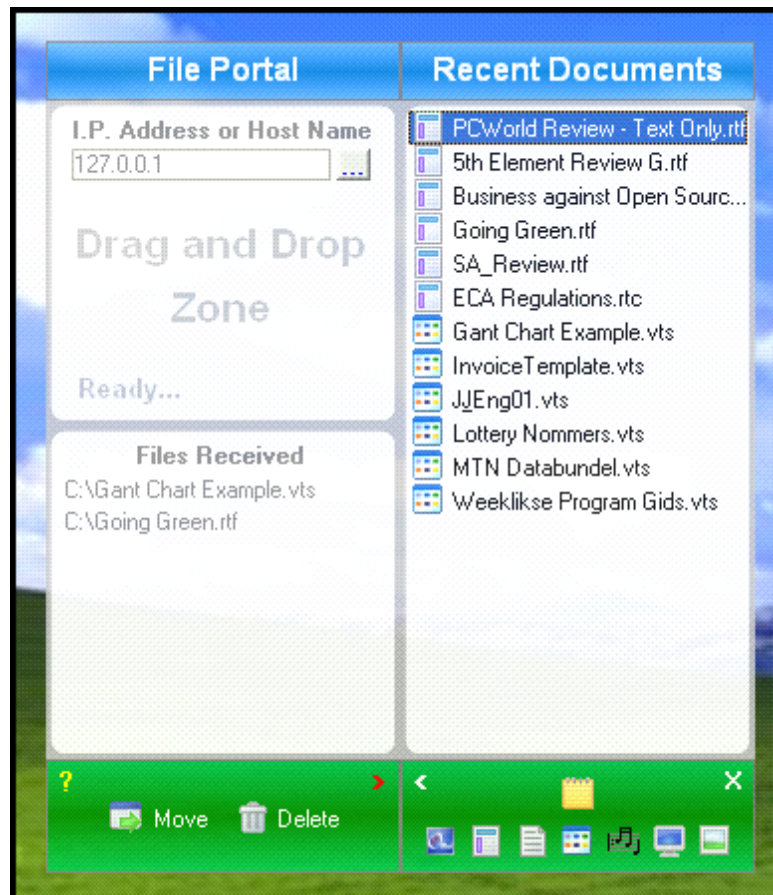 File Portal
I.P. Address or Host Name
127.0.0.1
...
Drag and Drop
Zone
Ready...
Files Received
C:\Gant Chart Example.vts
C:\Going Green.rtf
?
>
Move
Delete
Recent Documents
PCWorld Review - Text Only.rtf
5th Element Review G.rtf
Business against Open Sourc...
Going Green.rtf
SA_Review.rtf
ECA Regulations.rtc
Gant Chart Example.vts
InvoiceTemplate.vts
JJEng01.vts
Lottery Nommers.vts
MTN Databundel.vts
Weeklikse Program Gids.vts
<
X